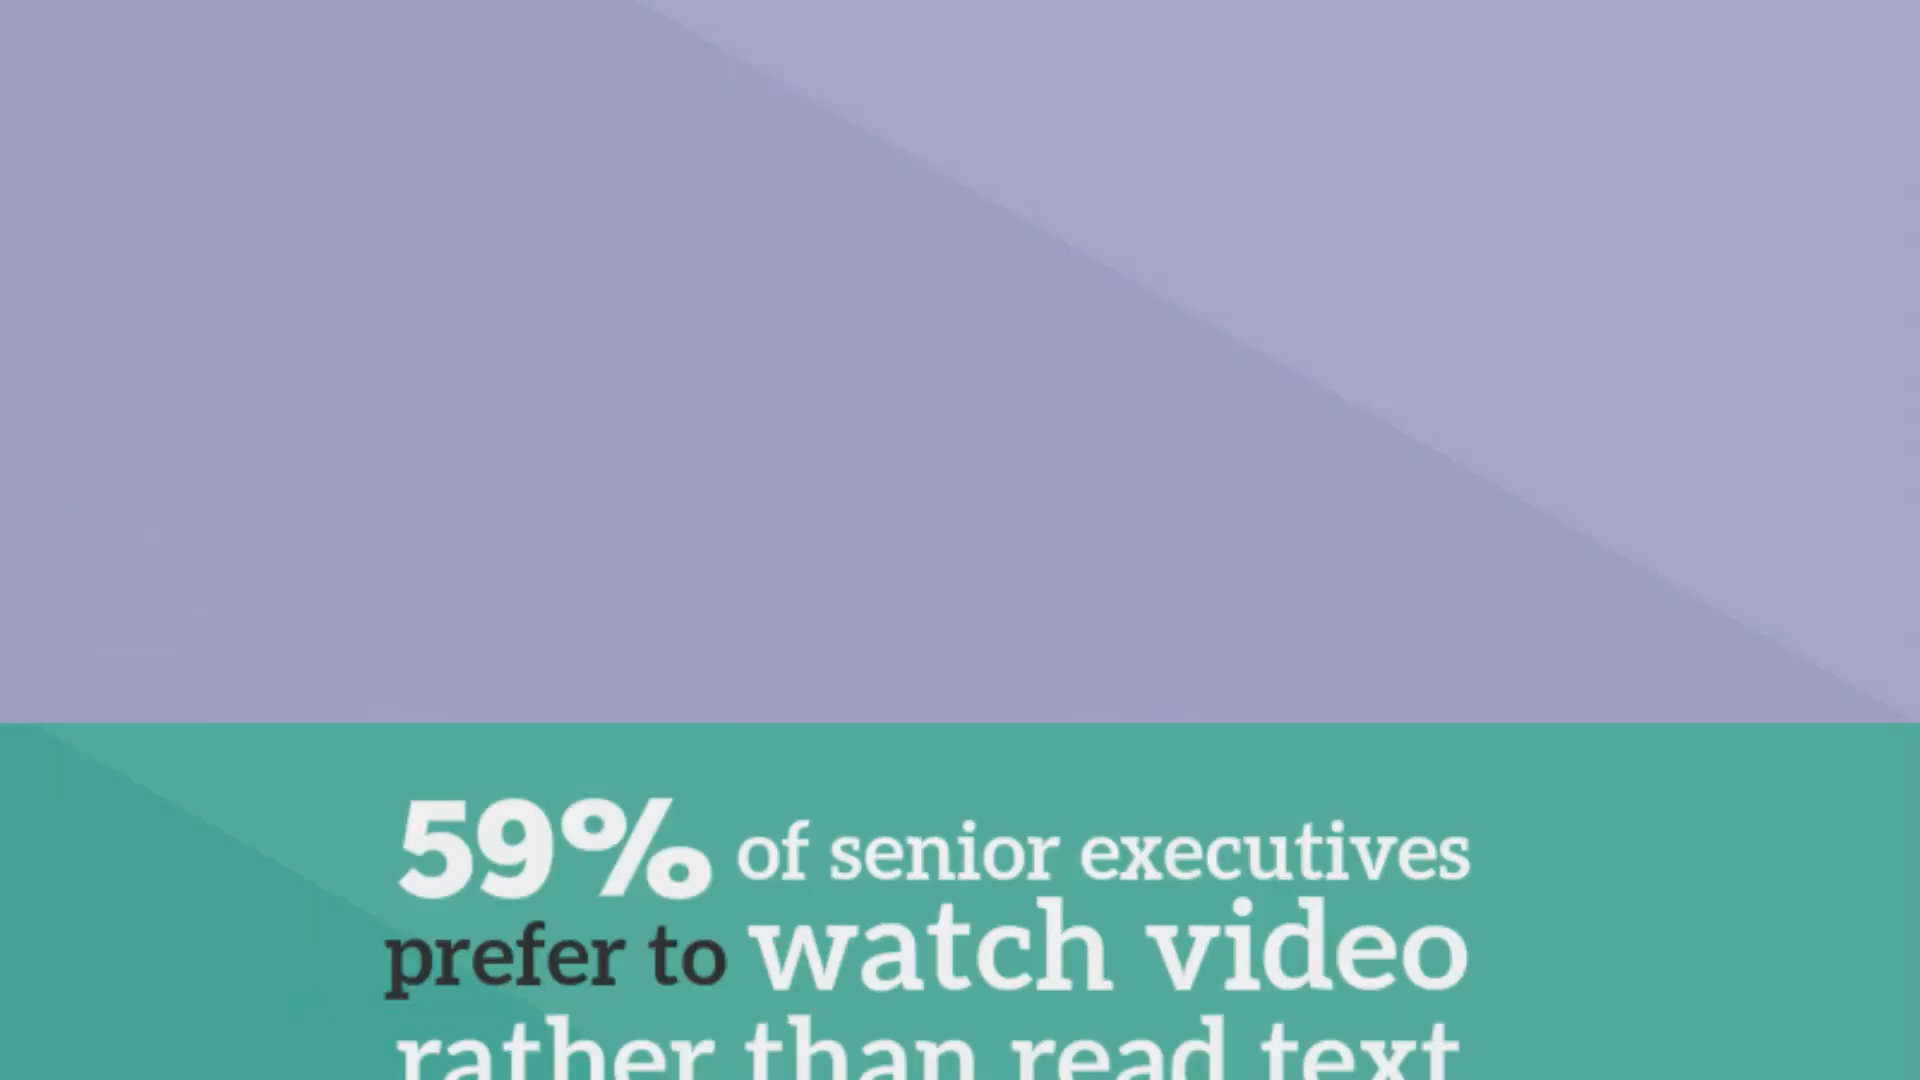 59% of senior executives
prefer to watch video
rather than read text